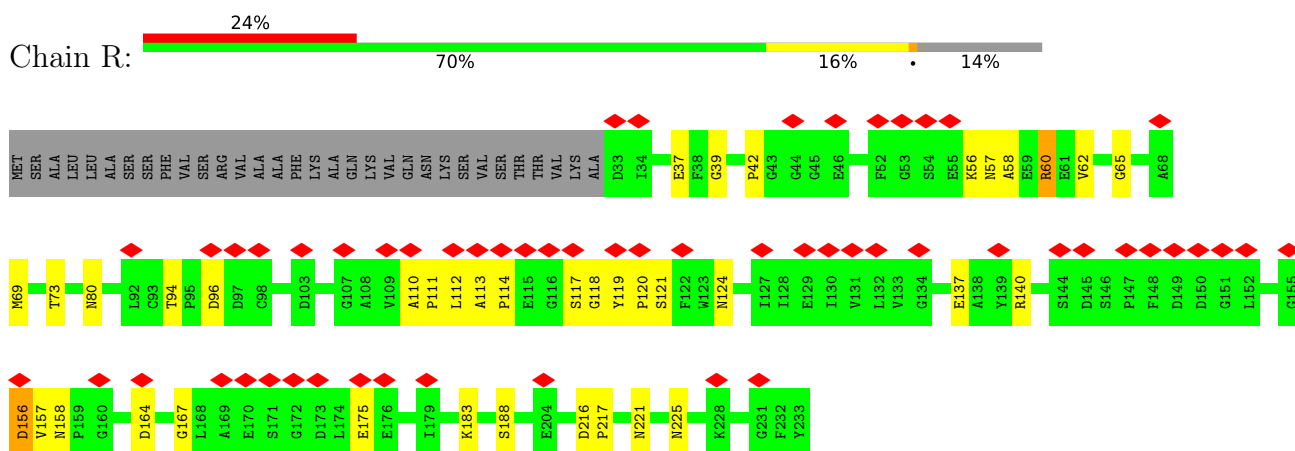 24%
Chain R:
70% 16% • 14%
MET SER ALA LEU LEU ALA SER SER PHE VAL SER ARG VAL ALA ALA PHE LYS ALA GLN LYS VAL GLN ASN LYS SER VAL SER THR THR VAL LYS ALA D33 I34 E37 F38 G39 P42 G43 G44 G45 E46 F52 G53 S54 E55 K56 N57 A58 E59 R60 E61 V62 G65 A68
M69 T73 N80 L92 G93 T94 P95 D96 D97 C98 D103 G107 A108 V109 A110 P111 L112 A113 P114 E115 G116 S117 G118 Y119 P120 S121 F122 W123 N124 I127 I128 E129 I130 V131 L132 V133 G134 E137 A138 Y139 R140 S144 D145 S146 P147 F148 D149 D150 G151 L152 G155
D156 V157 N158 P159 G160 D164 G167 L168 A169 E170 S171 G172 D173 L174 E175 E176 I179 K183 S188 E204 D216 P217 N221 N225 K228 G231 F232 Y233